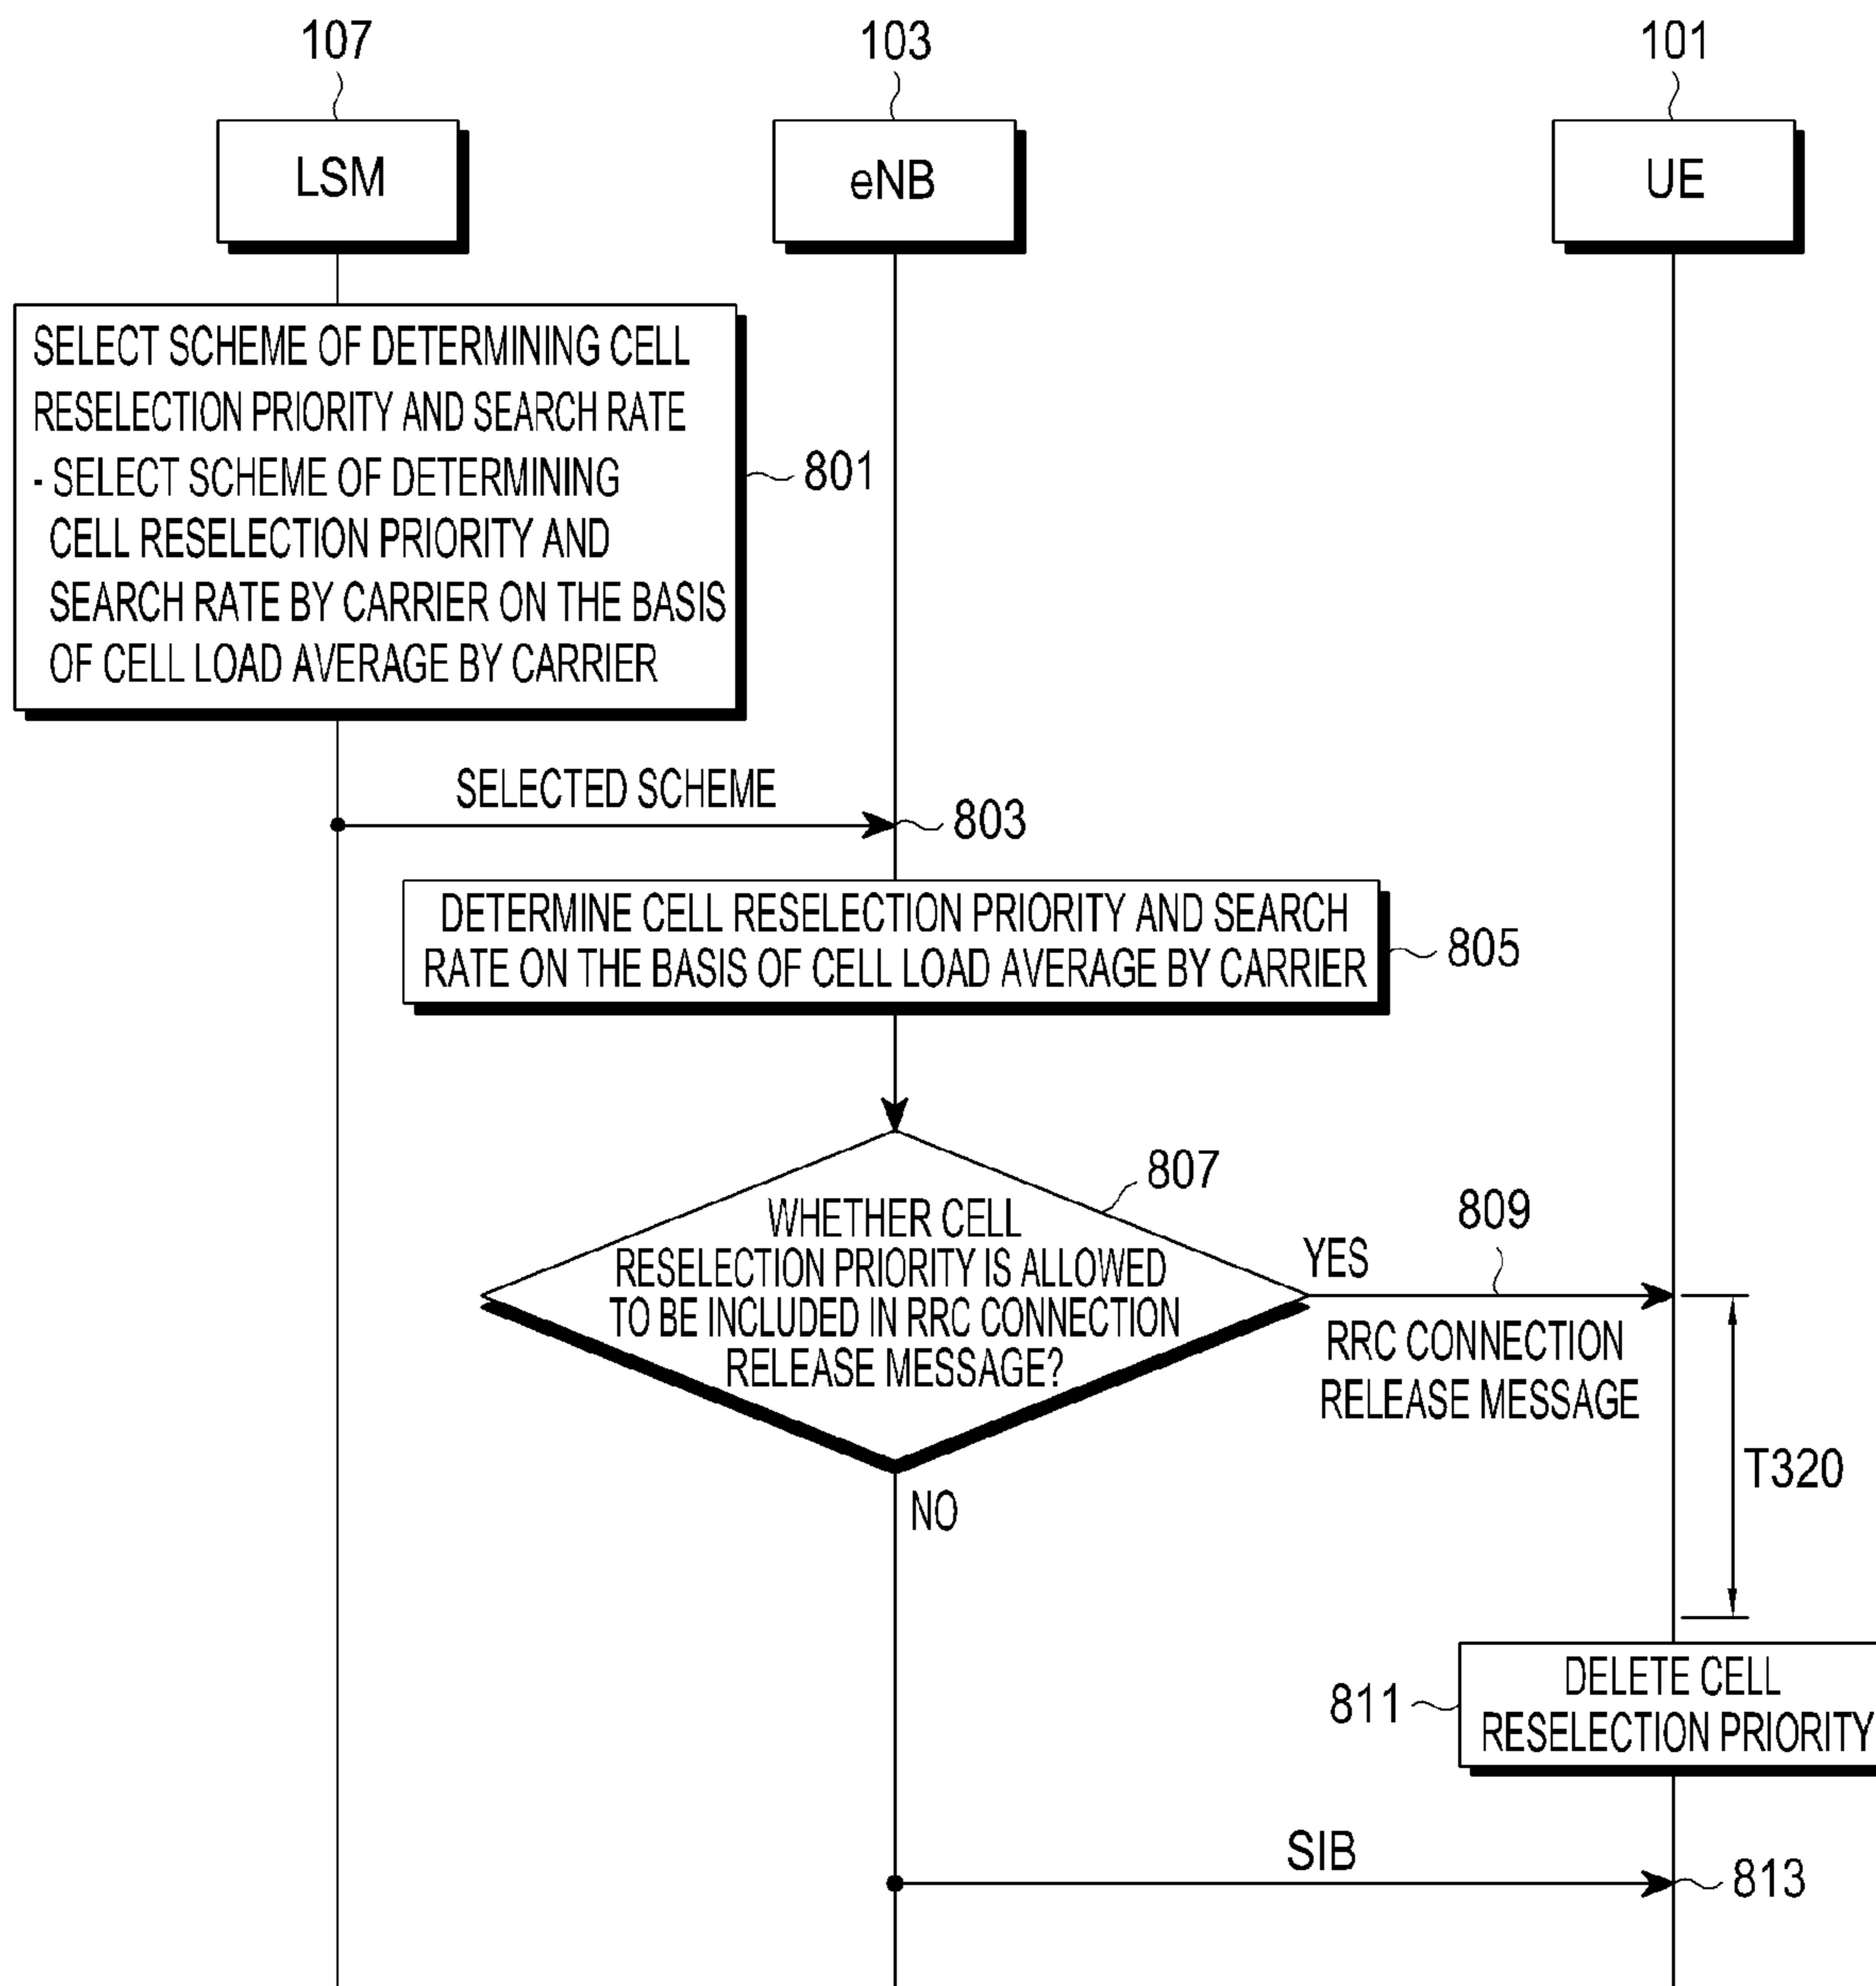 107
103
101
LSM
eNB
UE
SELECT SCHEME OF DETERMINING CELL
RESELECTION PRIORITY AND SEARCH RATE
- SELECT SCHEME OF DETERMINING
CELL RESELECTION PRIORITY AND
SEARCH RATE BY CARRIER ON THE BASIS
OF CELL LOAD AVERAGE BY CARRIER
801
SELECTED SCHEME
803
DETERMINE CELL RESELECTION PRIORITY AND SEARCH
RATE ON THE BASIS OF CELL LOAD AVERAGE BY CARRIER
805
807
WHETHER CELL
RESELECTION PRIORITY IS ALLOWED
TO BE INCLUDED IN RRC CONNECTION
RELEASE MESSAGE?
YES
809
RRC CONNECTION
RELEASE MESSAGE
T320
NO
811
DELETE CELL
RESELECTION PRIORITY
SIB
813